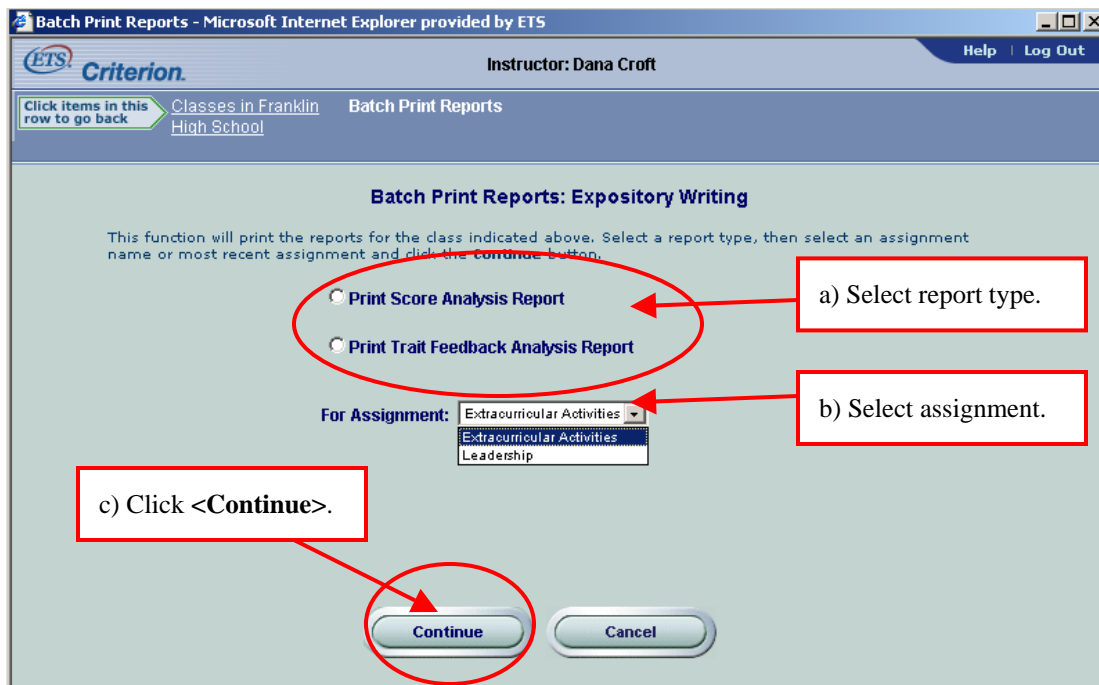 Batch Print Reports - Microsoft Internet Explorer provided by ETS
ETS Criterion.
Instructor: Dana Croft
Help | Log Out
Click items in this
row to go back
Classes in Franklin
High School
Batch Print Reports
Batch Print Reports: Expository Writing
This function will print the reports for the class indicated above. Select a report type, then select an assignment
name or most recent assignment and click the Continue button.
Print Score Analysis Report
a) Select report type.
Print Trait Feedback Analysis Report
For Assignment: Extracurricular Activities
b) Select assignment.
Extracurricular Activities
Leadership
c) Click <Continue>.
Continue
Cancel